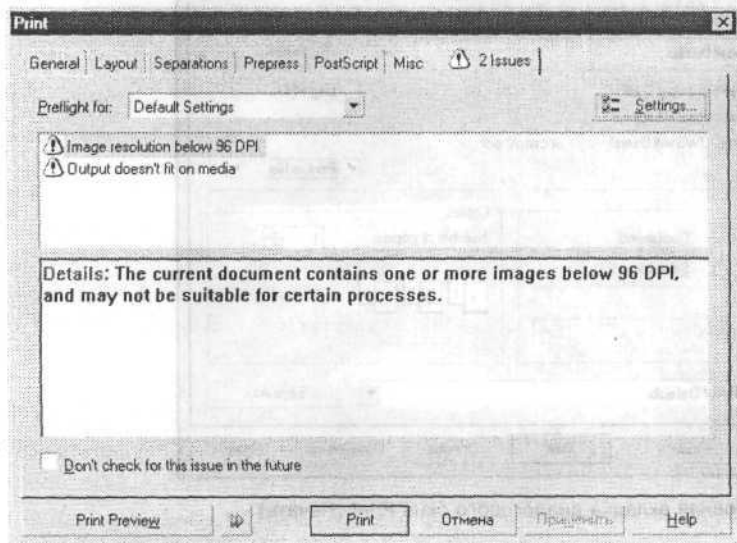 Print
General Layout Separations Prepress PostScript Misc 2 Issues
Preflight for: Default Settings Settings...
Image resolution below 96 DPI
Output doesn't fit on media
Details: The current document contains one or more images below 96 DPI,
and may not be suitable for certain processes.
Don't check for this issue in the future
Print Preview Print Отмена Применить Help